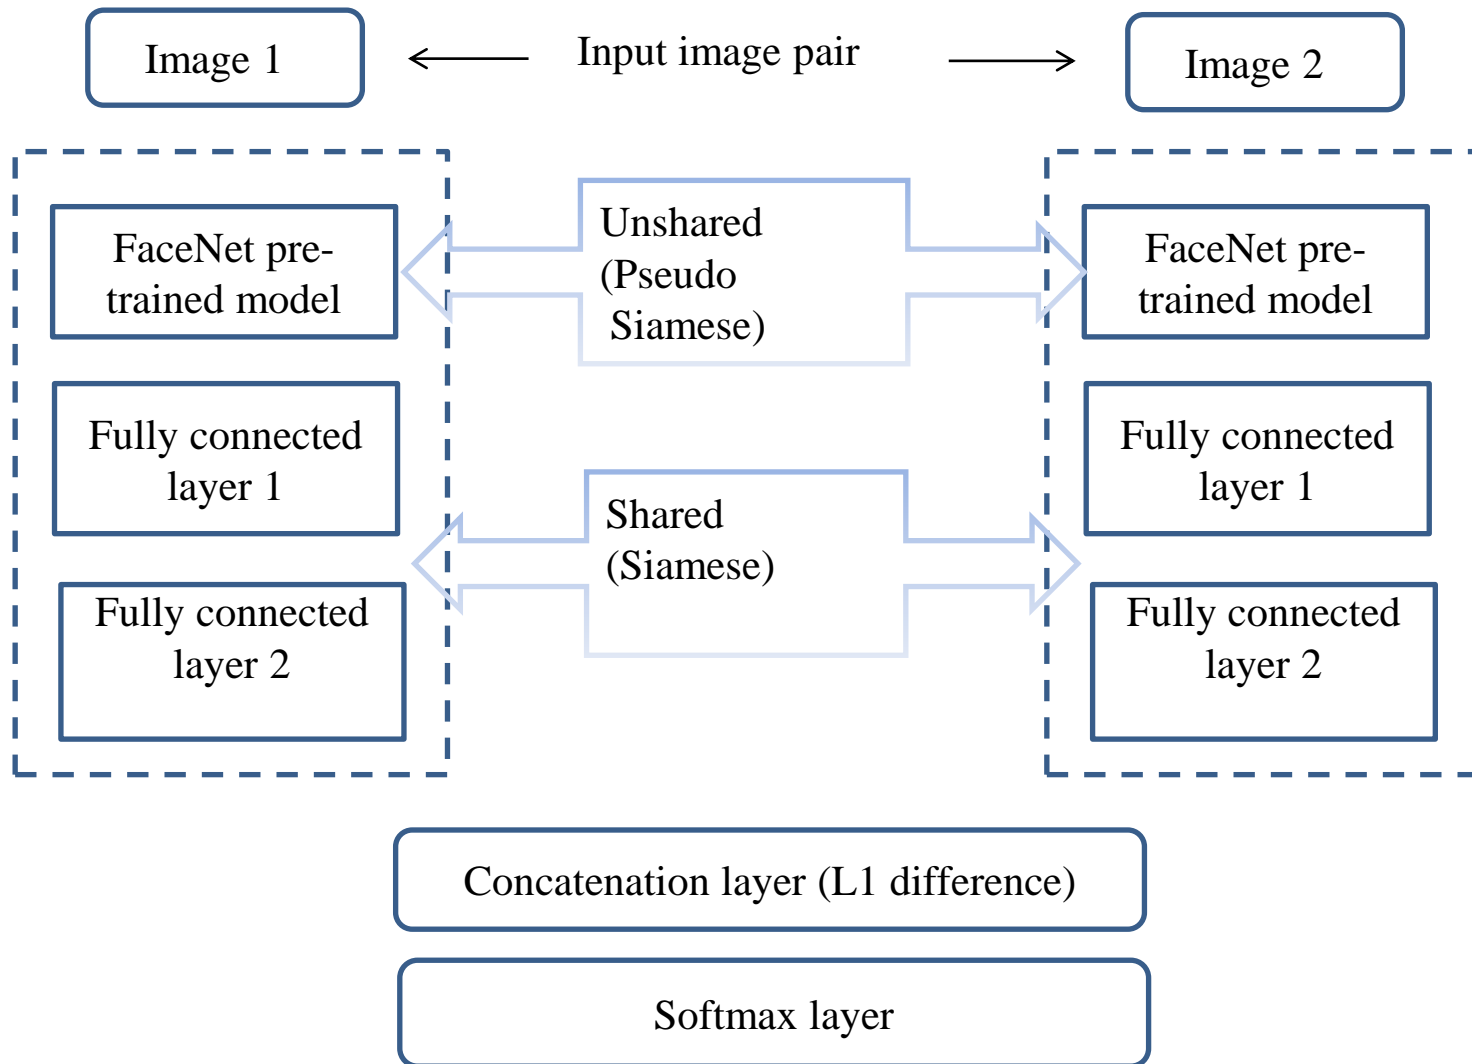 Image 1
Input image pair
Image 2
FaceNet pre-
trained model
Unshared
(Pseudo
Siamese)
FaceNet pre-
trained model
Fully connected
layer 1
Fully connected
layer 1
Shared
(Siamese)
Fully connected
layer 2
Fully connected
layer 2
Concatenation layer (L1 difference)
Softmax layer